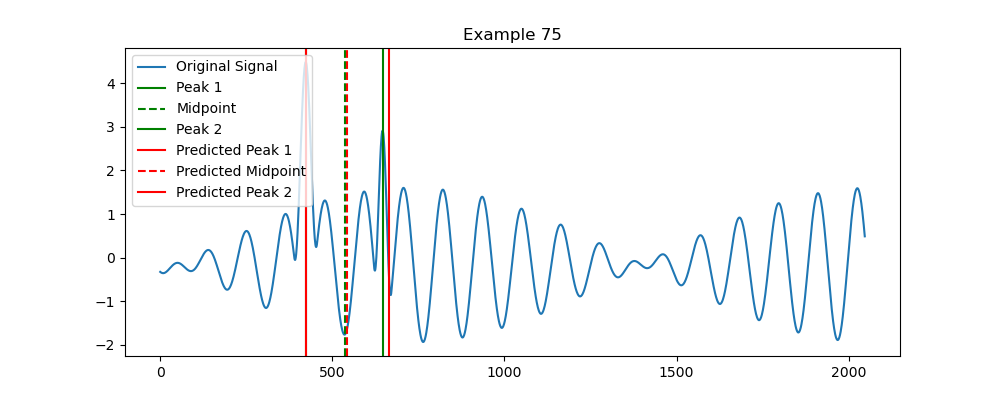 Example 75
Original Signal
Peak 1
Midpoint
Peak 2
Predicted Peak 1
Predicted Midpoint
Predicted Peak 2
4
3
2
1
0
−1
−2
0
500
1000
1500
2000